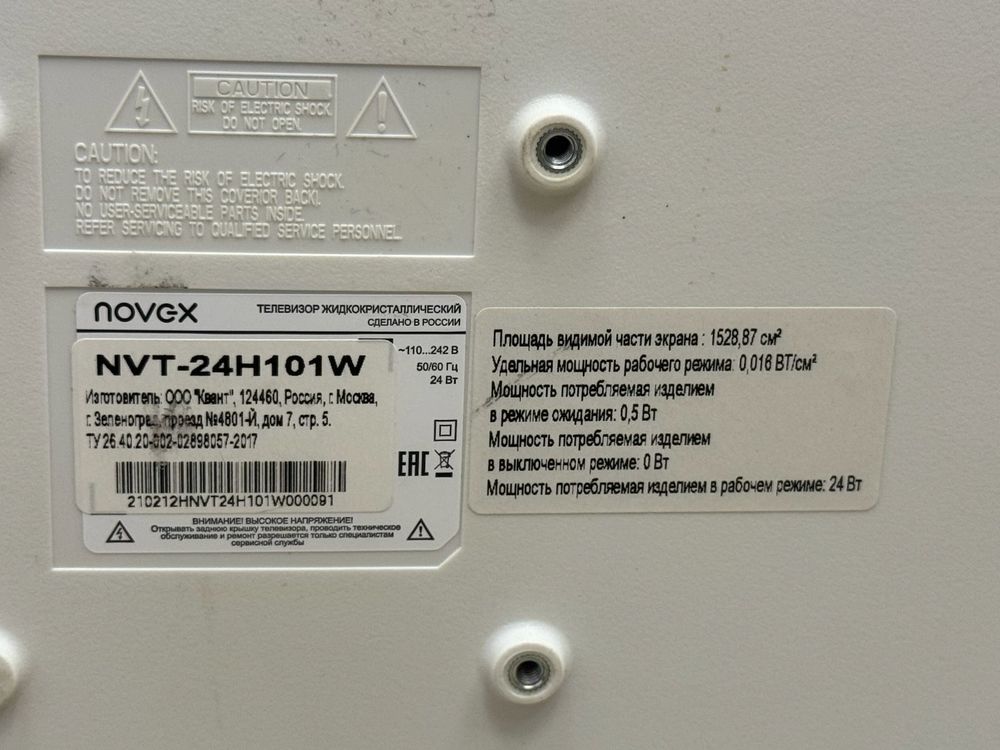 CAUTION
RISK OF ELECTRIC SHOCK
DO NOT OPEN
CAUTION:
TO REDUCE THE RISK OF ELECTRIC SHOCK,
DO NOT REMOVE THIS COVER(OR BACK).
NO USER-SERVICEABLE PARTS INSIDE.
REFER SERVICING TO QUALIFIED SERVICE PERSONNEL.
NOVEX
ТЕЛЕВИЗОР ЖИДКОКРИСТАЛЛИЧЕСКИЙ
СДЕЛАНО В РОССИИ
~110...242 В
50/60 Гц
24 Вт
NVT-24H101W
Изготовитель: ООО "Квант", 124460, Россия, г. Москва,
г. Зеленоград, проезд №4801-Й, дом 7, стр. 5.
ТУ 26.40.20-002-02898057-2017
EAC
210212HNVT24H101W000091
ВНИМАНИЕ! ВЫСОКОЕ НАПРЯЖЕНИЕ!
Открывать заднюю крышку телевизора, проводить техническое
обслуживание и ремонт разрешается только специалистам
сервисной службы
Площадь видимой части экрана : 1528,87 см²
Удельная мощность рабочего режима: 0,016 ВТ/см²
Мощность потребляемая изделием
в режиме ожидания: 0,5 Вт
Мощность потребляемая изделием
в выключенном режиме: 0 Вт
Мощность потребляемая изделием в рабочем режиме: 24 Вт